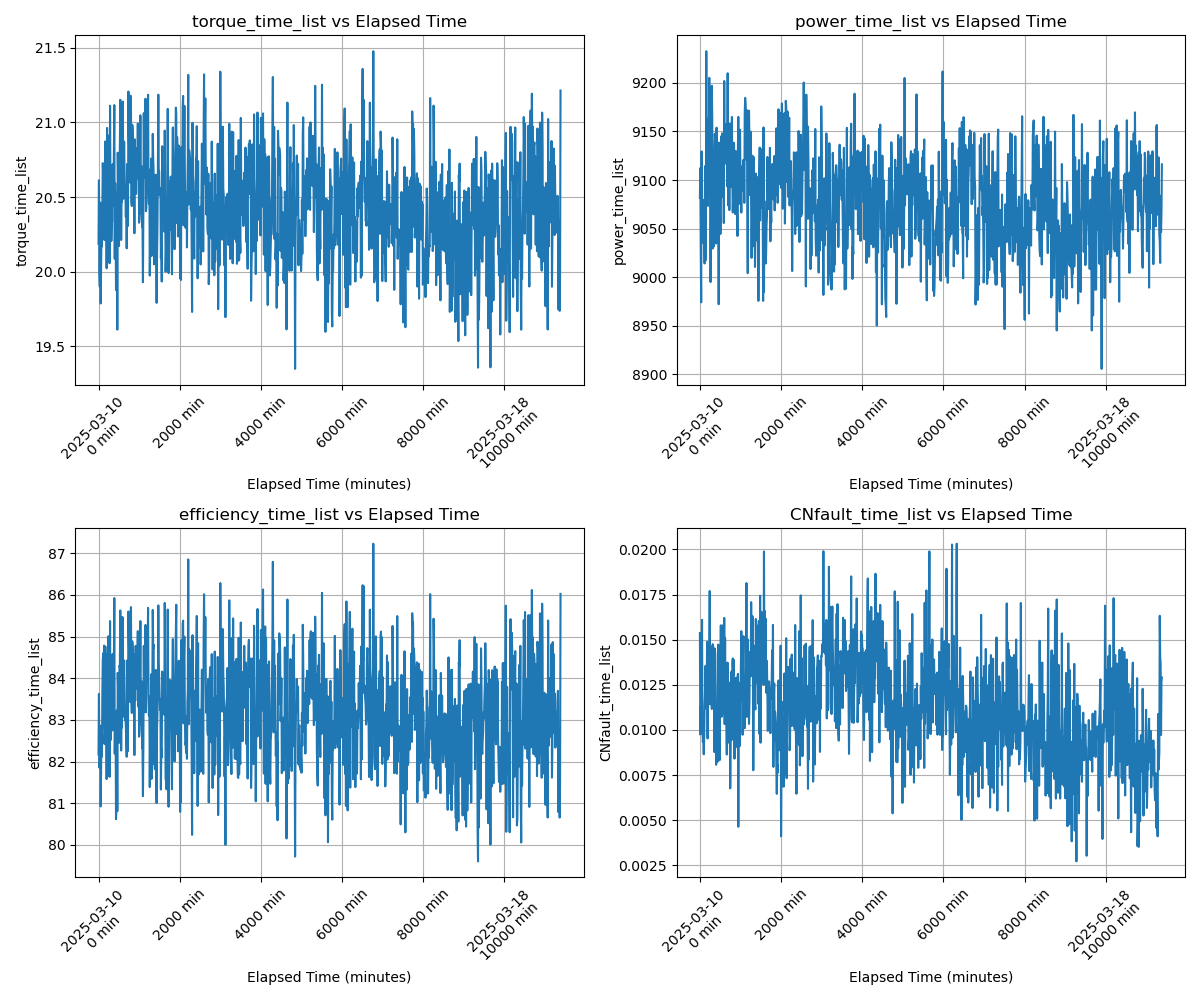 torque_time_list vs Elapsed Time
torque_time_list
21.5
21.0
20.5
20.0
19.5
2025-03-10
0 min
2000 min
4000 min
6000 min
8000 min
2025-03-18
10000 min
Elapsed Time (minutes)
power_time_list vs Elapsed Time
power_time_list
9200
9150
9100
9050
9000
8950
8900
2025-03-10
0 min
2000 min
4000 min
6000 min
8000 min
2025-03-18
10000 min
Elapsed Time (minutes)
efficiency_time_list vs Elapsed Time
efficiency_time_list
87
86
85
84
83
82
81
80
2025-03-10
0 min
2000 min
4000 min
6000 min
8000 min
2025-03-18
10000 min
Elapsed Time (minutes)
CNfault_time_list vs Elapsed Time
CNfault_time_list
0.0200
0.0175
0.0150
0.0125
0.0100
0.0075
0.0050
0.0025
2025-03-10
0 min
2000 min
4000 min
6000 min
8000 min
2025-03-18
10000 min
Elapsed Time (minutes)